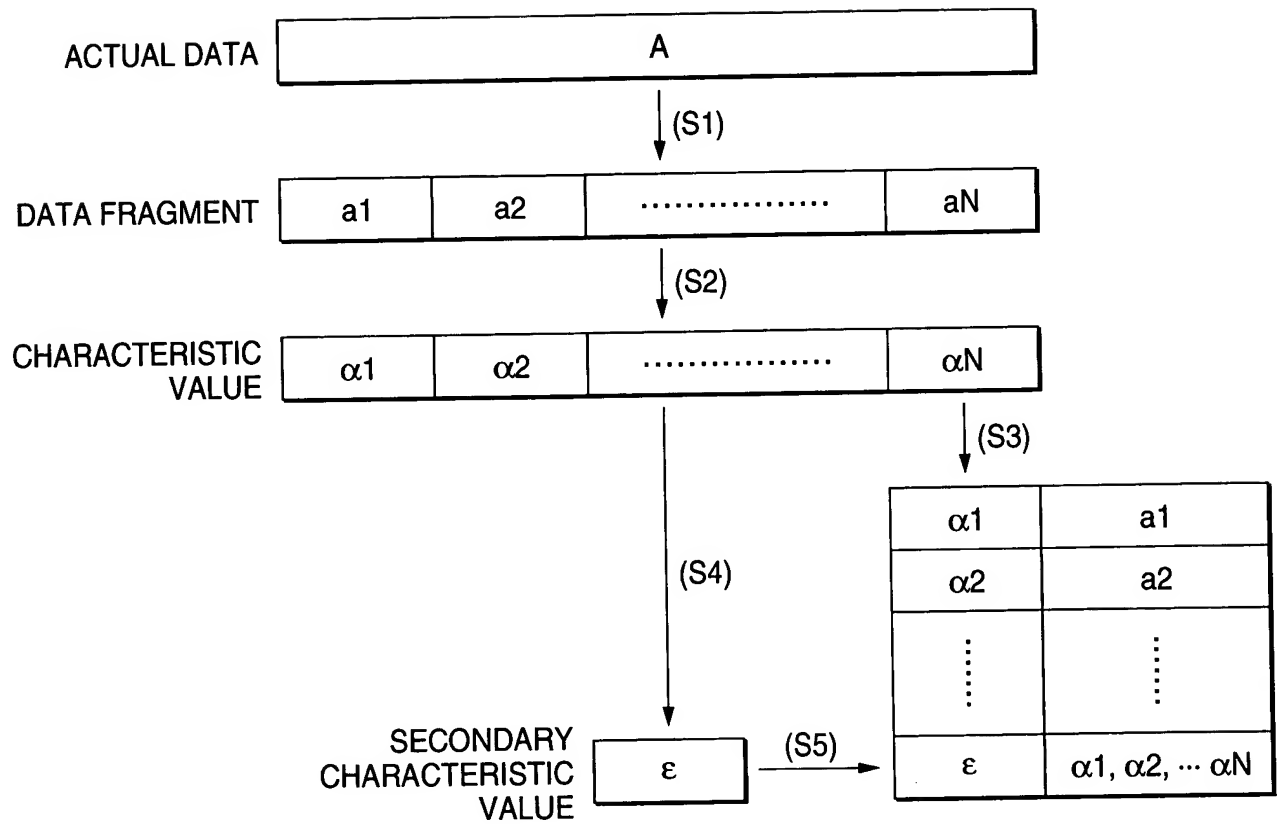 ACTUAL DATA
A
(S1)
DATA FRAGMENT
a1 a2 ................. aN
(S2)
CHARACTERISTIC
VALUE
α1 α2 ................. αN
(S3)
α1 a1
(S4)
α2 a2
SECONDARY
CHARACTERISTIC
VALUE
ε
(S5)
ε α1, α2, ··· αN